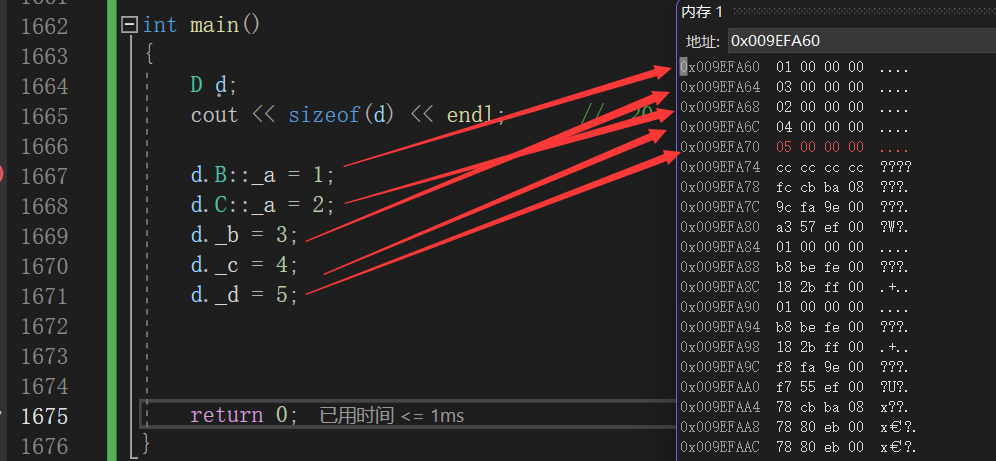 1661
1662 int main()
1663 {
1664 D d;
1665 cout << sizeof(d) << endl; // 20
1666
1667 d.B::_a = 1;
1668 d.C::_a = 2;
1669 d._b = 3;
1670 d._c = 4;
1671 d._d = 5;
1672
1673
1674
1675 return 0; 已用时间 <= 1ms
1676 }
内存 1
地址: 0x009EFA60
0x009EFA60 01 00 00 00 ....
0x009EFA64 03 00 00 00 ....
0x009EFA68 02 00 00 00 ....
0x009EFA6C 04 00 00 00 ....
0x009EFA70 05 00 00 00 ....
0x009EFA74 cc cc cc cc ????
0x009EFA78 fc cb ba 08 ???.
0x009EFA7C 9c fa 9e 00 ???.
0x009EFA80 a3 57 ef 00 ?W?.
0x009EFA84 01 00 00 00 ....
0x009EFA88 b8 be fe 00 ???.
0x009EFA8C 18 2b ff 00 .+..
0x009EFA90 01 00 00 00 ....
0x009EFA94 b8 be fe 00 ???.
0x009EFA98 18 2b ff 00 .+..
0x009EFA9C f8 fa 9e 00 ???.
0x009EFAA0 f7 55 ef 00 ?U?.
0x009EFAA4 78 cb ba 08 x??.
0x009EFAA8 78 80 eb 00 x€?.
0x009EFAAC 78 80 eb 00 x€?.